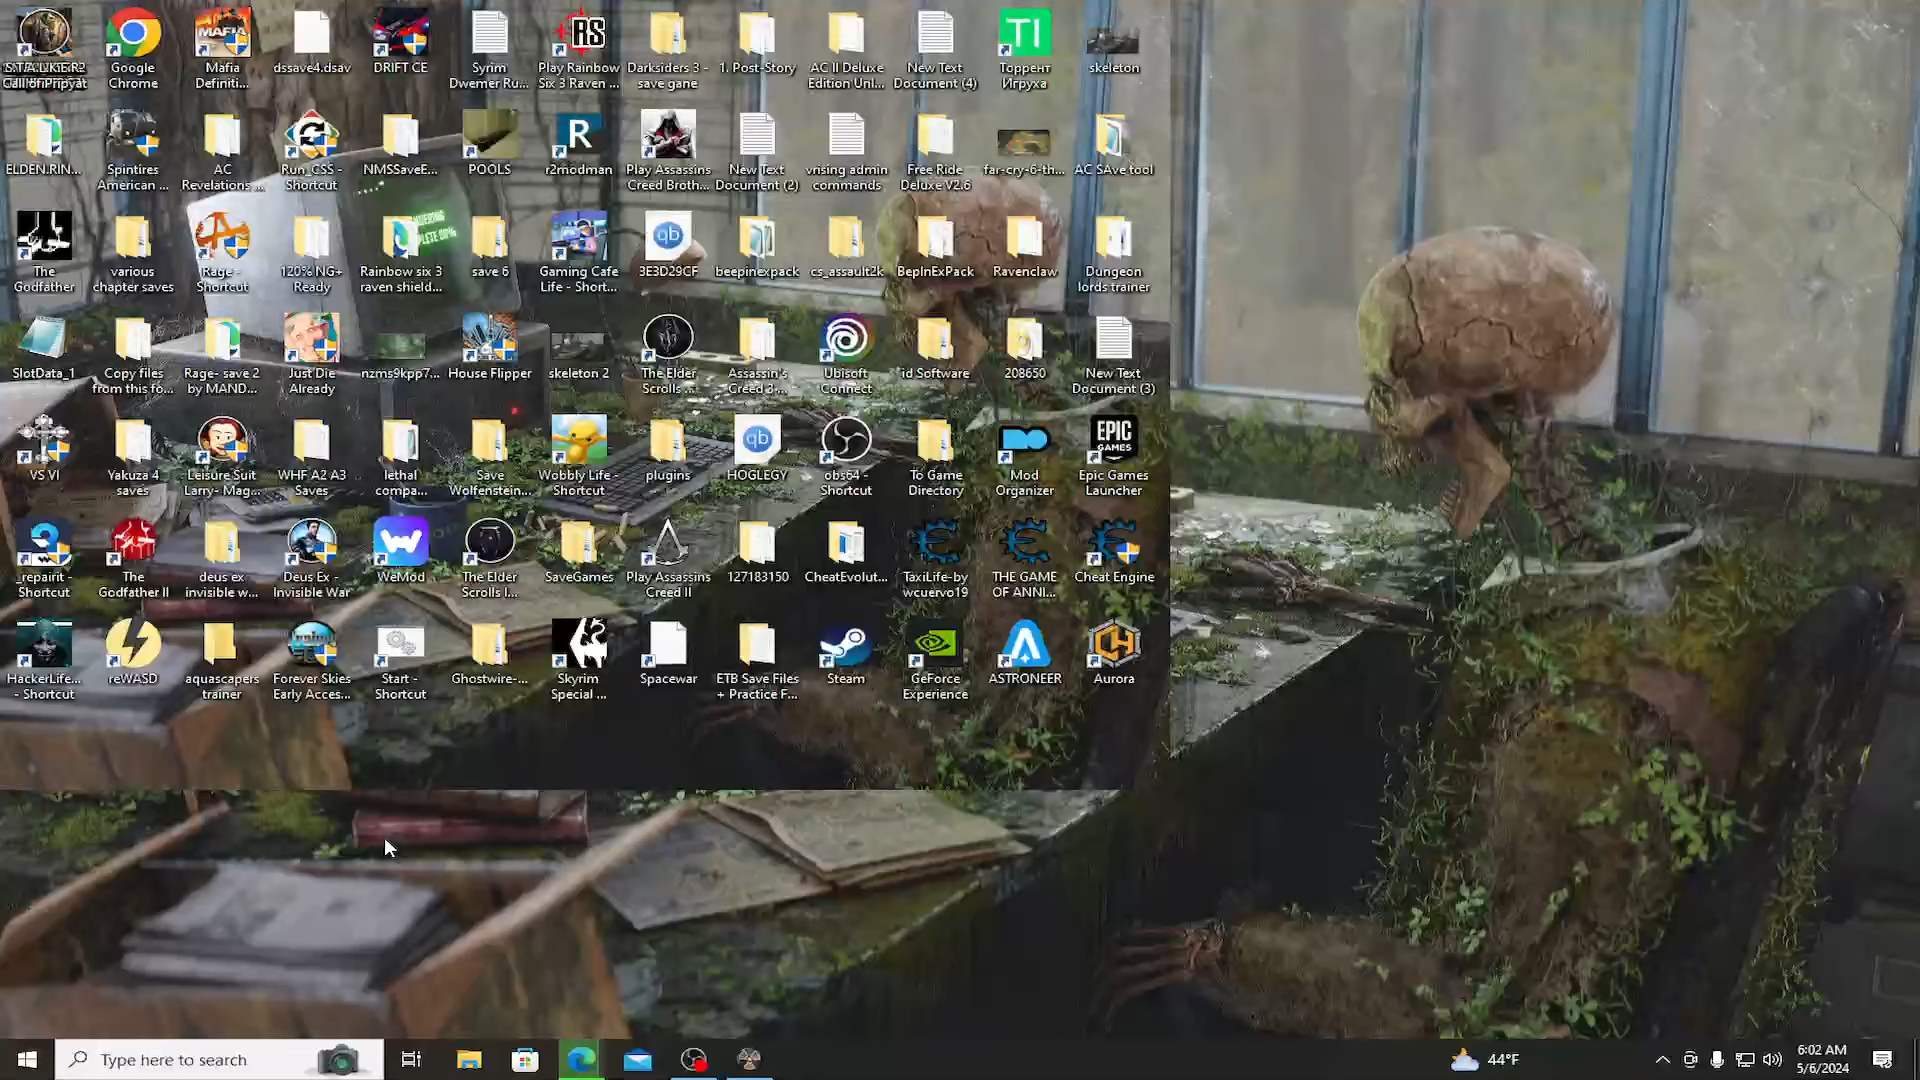 S.T.A.L.K.E.R.
Call of Pripyat
Google
Chrome
MAFIA
Mafia
Definiti...
dssave4.dsav
DRIFT CE
Syrim
Dwemer Ru...
RS
Play Rainbow
Six 3 Raven ...
Darksiders 3 -
save gane
1. Post-Story
AC II Deluxe
Edition Unl...
New Text
Document (4)
TI
Торрент
Игруха
skeleton
ELDEN.RIN...
Spintires
American ...
AC
Revelations ...
Run_CSS -
Shortcut
NMSSaveE...
POOLS
R
r2modman
Play Assassins
Creed Broth...
New Text
Document (2)
vrising admin
commands
Free Ride
Deluxe V2.6
far-cry-6-th...
AC SAve tool
The
Godfather
various
chapter saves
Rage -
Shortcut
120% NG+
Ready
Rainbow six 3
raven shield...
save 6
Gaming Cafe
Life - Short...
qb
3E3D29CF
beepinexpack
cs_assault2k
BepInExPack
Ravenclaw
Dungeon
lords trainer
SlotData_1
Copy files
from this fo...
Rage- save 2
by MAND...
Just Die
Already
nzms9kpp7...
House Flipper
skeleton 2
The Elder
Scrolls ...
Assassin's
Creed 3-...
Ubisoft
Connect
id Software
208650
New Text
Document (3)
VS VI
Yakuza 4
saves
Leisure Suit
Larry- Mag...
WHF A2 A3
Saves
lethal
compa...
Save
Wolfenstein...
Wobbly Life -
Shortcut
plugins
qb
HOGLEGY
obs64 -
Shortcut
To Game
Directory
Mod
Organizer
EPIC
GAMES
Epic Games
Launcher
_repairit -
Shortcut
The
Godfather II
deus ex
invisible w...
Deus Ex -
Invisible War
WeMod
The Elder
Scrolls I...
SaveGames
Play Assassins
Creed II
127183150
CheatEvolut...
TaxiLife-by
wcuervo19
THE GAME
OF ANNI...
Cheat Engine
HackerLife...
- Shortcut
reWASD
aquascapers
trainer
Forever Skies
Early Acces...
Start -
Shortcut
Ghostwire-...
Skyrim
Special ...
Spacewar
ETB Save Files
+ Practice F...
Steam
GeForce
Experience
ASTRONEER
Aurora
Type here to search
44°F
6:02 AM
5/6/2024